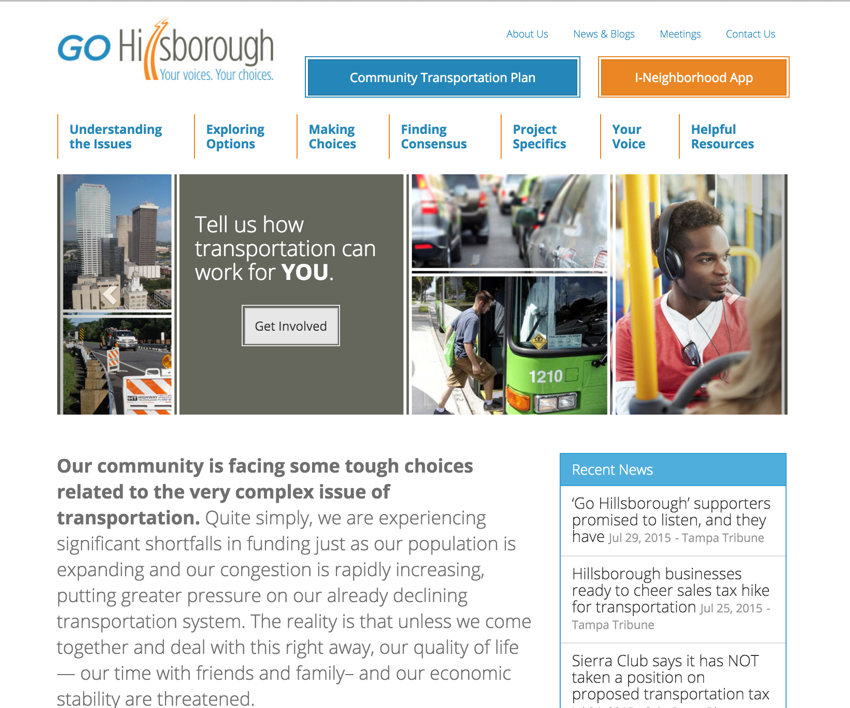 GO Hillsborough
Your voices. Your choices.
About Us
News & Blogs
Meetings
Contact Us
Community Transportation Plan
I-Neighborhood App
Understanding
the Issues
Exploring
Options
Making
Choices
Finding
Consensus
Project
Specifics
Your
Voice
Helpful
Resources
Tell us how
transportation can
work for YOU.
Get Involved
1210
Our community is facing some tough choices
related to the very complex issue of
transportation. Quite simply, we are experiencing
significant shortfalls in funding just as our population is
expanding and our congestion is rapidly increasing,
putting greater pressure on our already declining
transportation system. The reality is that unless we come
together and deal with this right away, our quality of life
— our time with friends and family– and our economic
stability are threatened.
Recent News
‘Go Hillsborough’ supporters
promised to listen, and they
have Jul 29, 2015 - Tampa Tribune
Hillsborough businesses
ready to cheer sales tax hike
for transportation Jul 25, 2015 -
Tampa Tribune
Sierra Club says it has NOT
taken a position on
proposed transportation tax